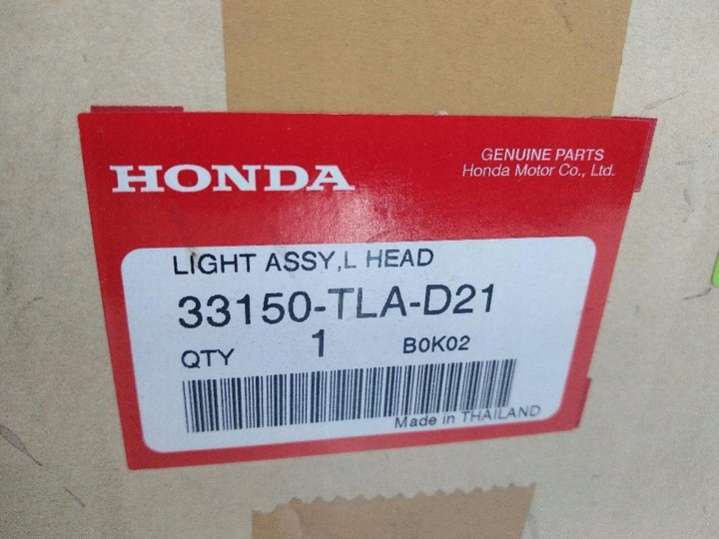 HONDA
GENUINE PARTS
Honda Motor Co., Ltd.
LIGHT ASSY,L HEAD
33150-TLA-D21
QTY 1 B0K02
Made in THAILAND